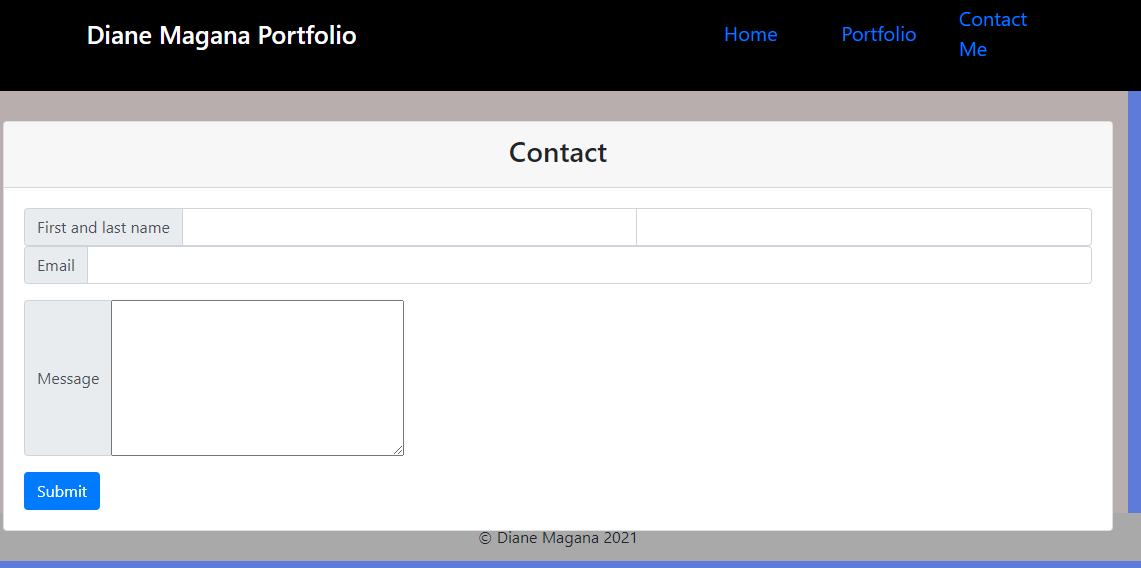 Diane Magana Portfolio
Home
Portfolio
Contact
Me
Contact
First and last name
Email
Message
Submit
© Diane Magana 2021